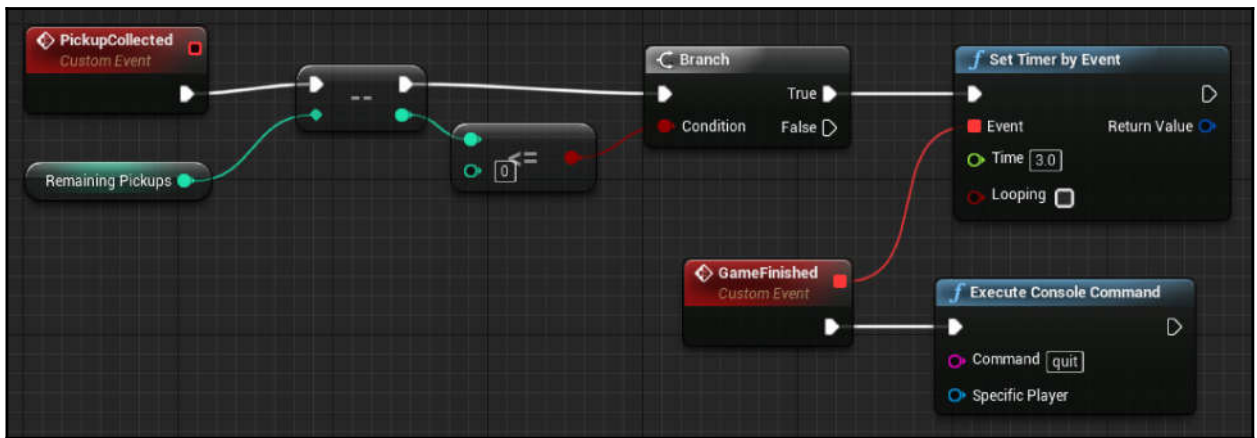 PickupCollected
Custom Event
--
Remaining Pickups
<=
0
Branch
True
Condition
False
f Set Timer by Event
Event
Return Value
Time 3.0
Looping
GameFinished
Custom Event
f Execute Console Command
Command quit
Specific Player